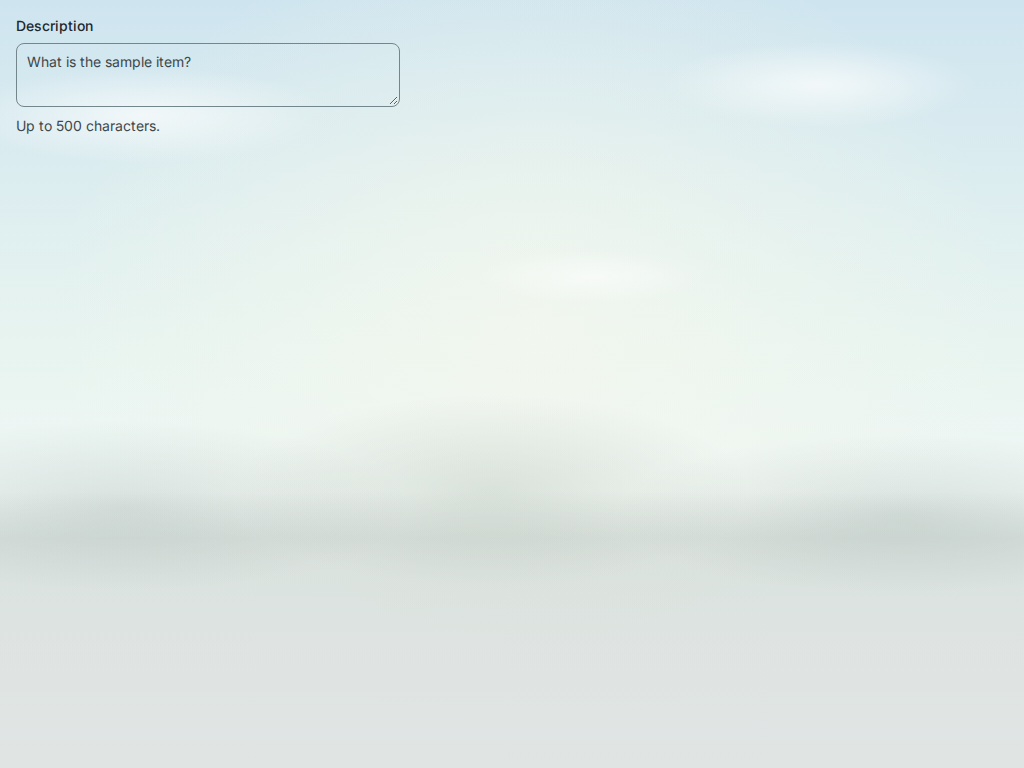 Description
What is the sample item?
Up to 500 characters.